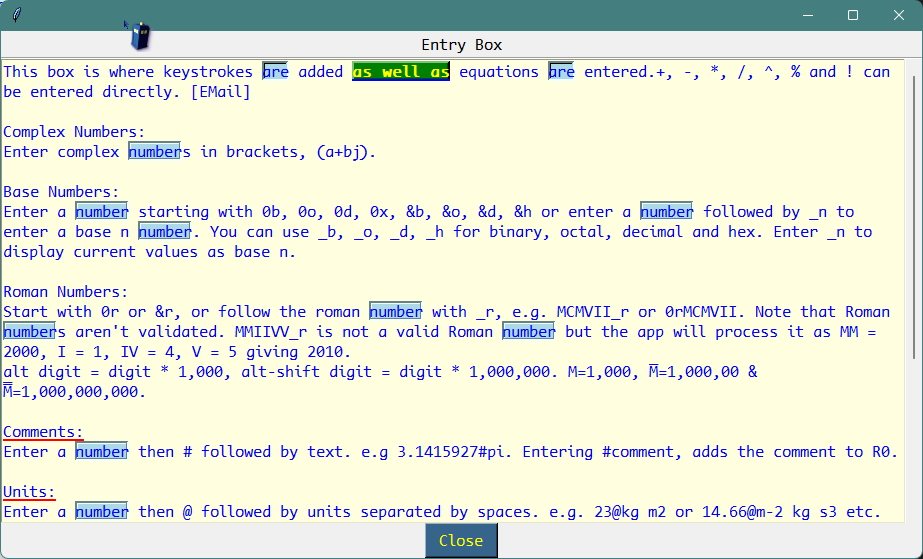 Entry Box
This box is where keystrokes are added as well as equations are entered.+, -, *, /, ^, % and ! can
be entered directly. [EMail]
Complex Numbers:
Enter complex numbers in brackets, (a+bj).
Base Numbers:
Enter a number starting with 0b, 0o, 0d, 0x, &b, &o, &d, &h or enter a number followed by _n to
enter a base n number. You can use _b, _o, _d, _h for binary, octal, decimal and hex. Enter _n to
display current values as base n.
Roman Numbers:
Start with 0r or &r, or follow the roman number with _r, e.g. MCMVII_r or 0rMCMVII. Note that Roman
numbers aren't validated. MMIIVV_r is not a valid Roman number but the app will process it as MM =
2000, I = 1, IV = 4, V = 5 giving 2010.
alt digit = digit * 1,000, alt-shift digit = digit * 1,000,000. M=1,000, M̅=1,000,00 &
M̿=1,000,000,000.
Comments:
Enter a number then # followed by text. e.g 3.1415927#pi. Entering #comment, adds the comment to R0.
Units:
Enter a number then @ followed by units separated by spaces. e.g. 23@kg m2 or 14.66@m-2 kg s3 etc.
Close